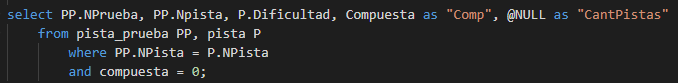 select PP.NPrueba, PP.Npista, P.Dificultad, Compuesta as "Comp", @NULL as "CantPistas"
from pista_prueba PP, pista P
where PP.NPista = P.NPista
and compuesta = 0;